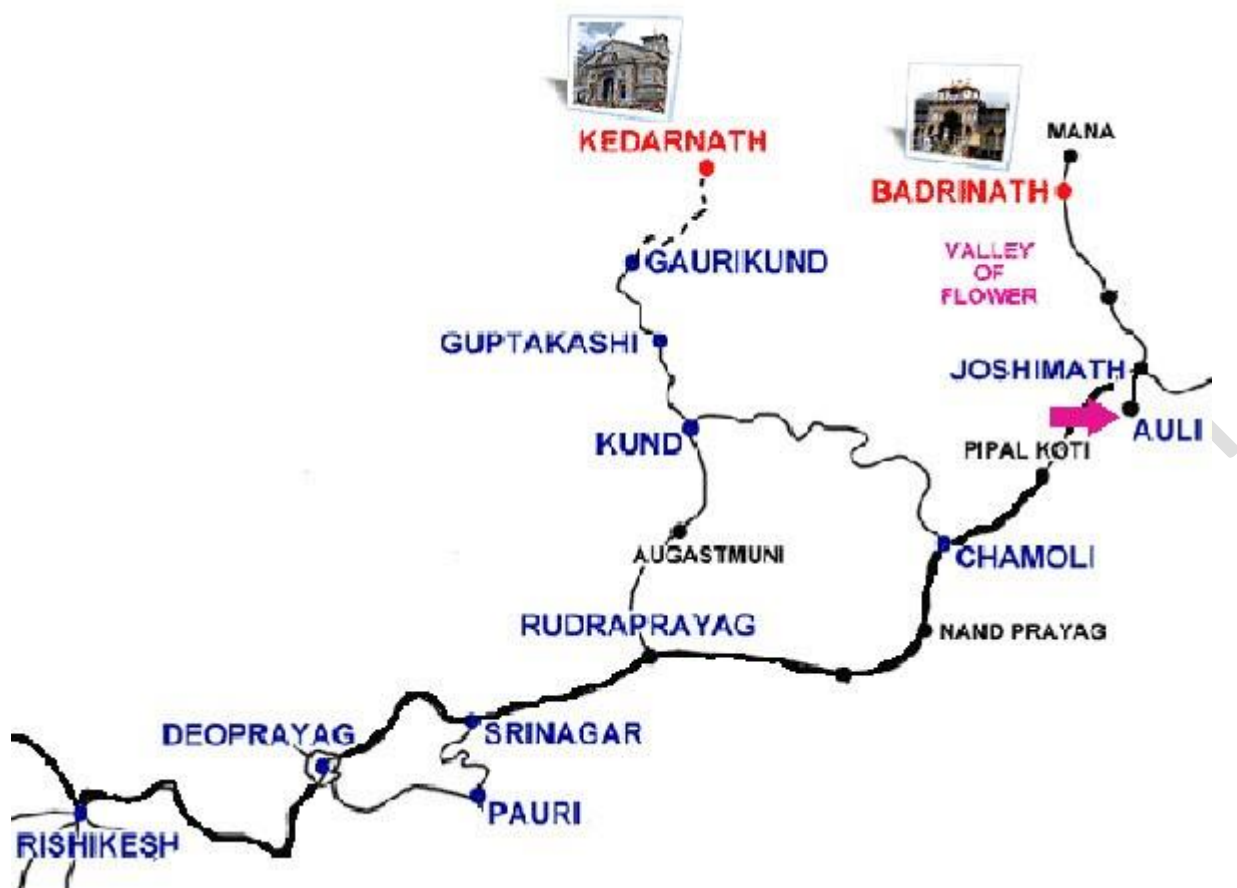 KEDARNATH
MANA
BADRINATH
GAURIKUND
VALLEY
OF
FLOWER
GUPTAKASHI
JOSHIMATH
AULI
KUND
PIPAL KOTI
AUGASTMUNI
CHAMOLI
RUDRAPRAYAG
NAND PRAYAG
DEOPRAYAG
SRINAGAR
PAURI
RISHIKESH